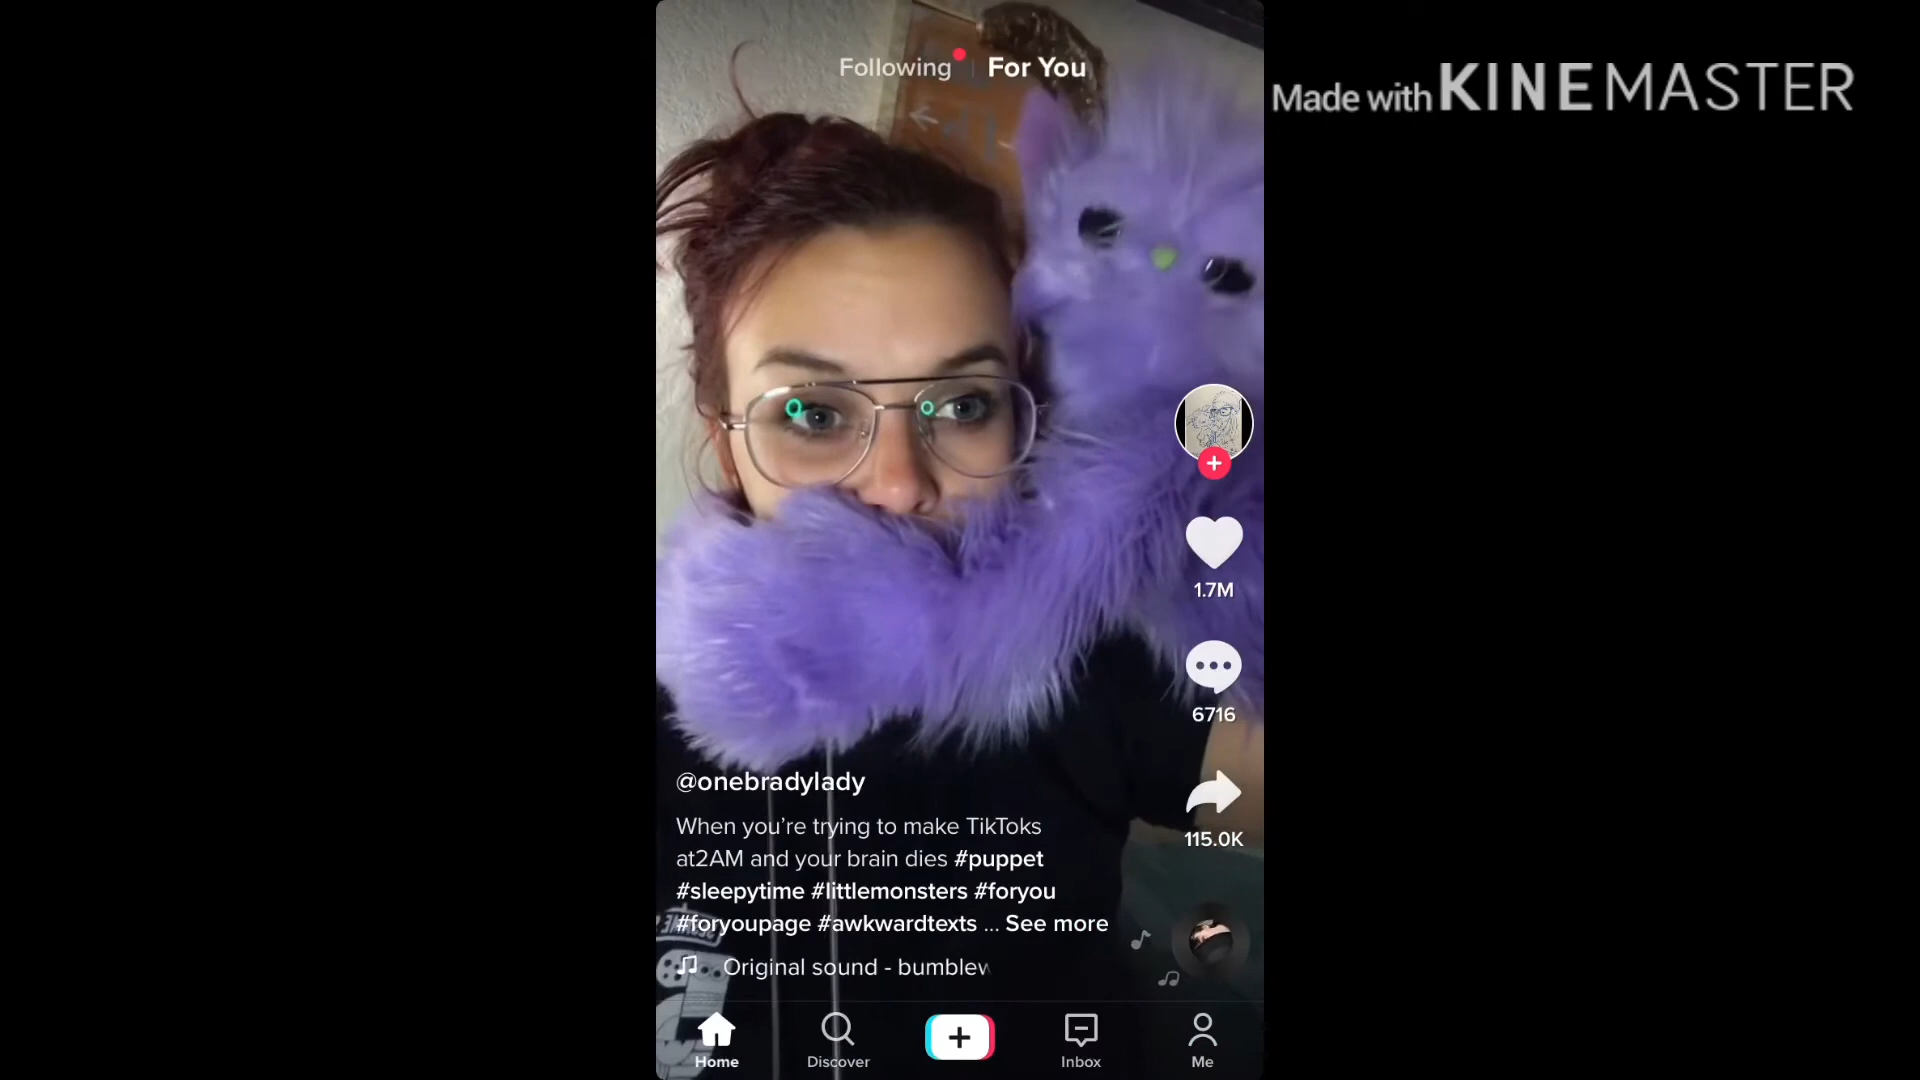 Following
For You
Made with KINEMASTER
1.7M
6716
115.0K
@onebradylady
When you're trying to make TikToks
at2AM and your brain dies #puppet
#sleepytime #littlemonsters #foryou
#foryoupage #awkwardtexts ... See more
Original sound - bumblew
Home
Discover
Inbox
Me